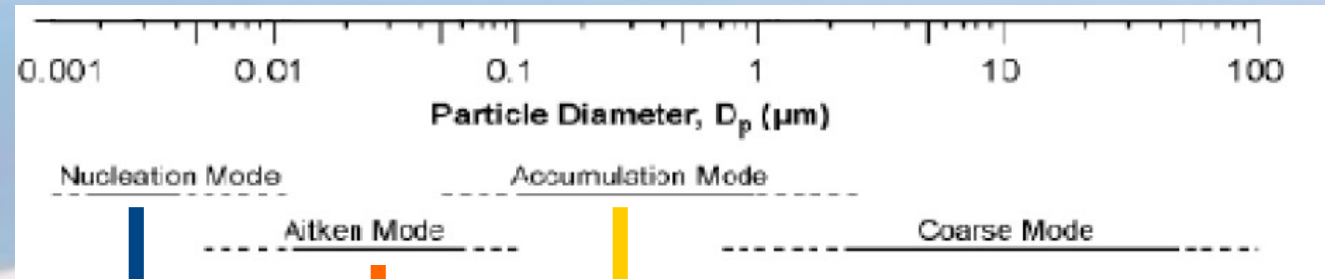 0.001 0.01 0.1 1 10 100
Particle Diameter, Dp (µm)
Nucleation Mode Accumulation Mode
Aitken Mode Coarse Mode